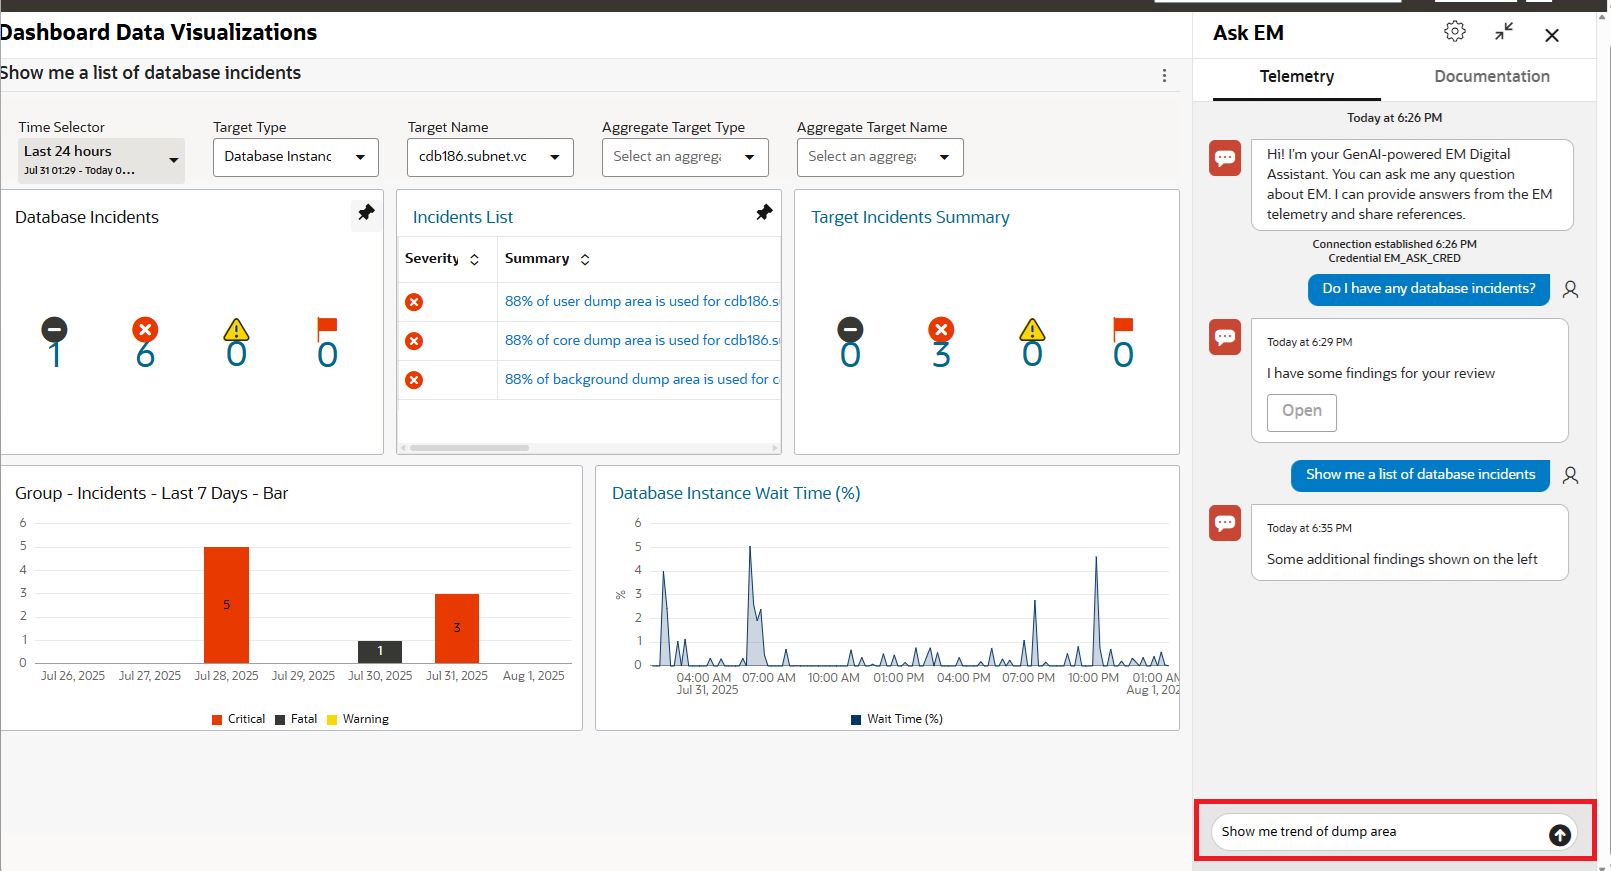 Dashboard Data Visualizations
Show me a list of database incidents
Time Selector
Last 24 hours
Jul 31 01:29 - Today 0...
Target Type
Database Instanc
Target Name
cdb186.subnet.vc
Aggregate Target Type
Select an aggrega
Aggregate Target Name
Select an aggrega
Database Incidents
1
6
0
0
Incidents List
Severity
Summary
88% of user dump area is used for cdb186.su
88% of core dump area is used for cdb186.su
88% of background dump area is used for c
Target Incidents Summary
0
3
0
0
Group - Incidents - Last 7 Days - Bar
6
5
4
3
2
1
0
5
1
3
Jul 26, 2025
Jul 27, 2025
Jul 28, 2025
Jul 29, 2025
Jul 30, 2025
Jul 31, 2025
Aug 1, 2025
Critical
Fatal
Warning
Database Instance Wait Time (%)
6
5
4
3
2
1
0
%
04:00 AM
07:00 AM
10:00 AM
01:00 PM
04:00 PM
07:00 PM
10:00 PM
01:00 AM
Jul 31, 2025
Aug 1, 202
Wait Time (%)
Ask EM
Telemetry
Documentation
Today at 6:26 PM
Hi! I'm your GenAI-powered EM Digital
Assistant. You can ask me any question
about EM. I can provide answers from the EM
telemetry and share references.
Connection established 6:26 PM
Credential EM_ASK_CRED
Do I have any database incidents?
Today at 6:29 PM
I have some findings for your review
Open
Show me a list of database incidents
Today at 6:35 PM
Some additional findings shown on the left
Show me trend of dump area